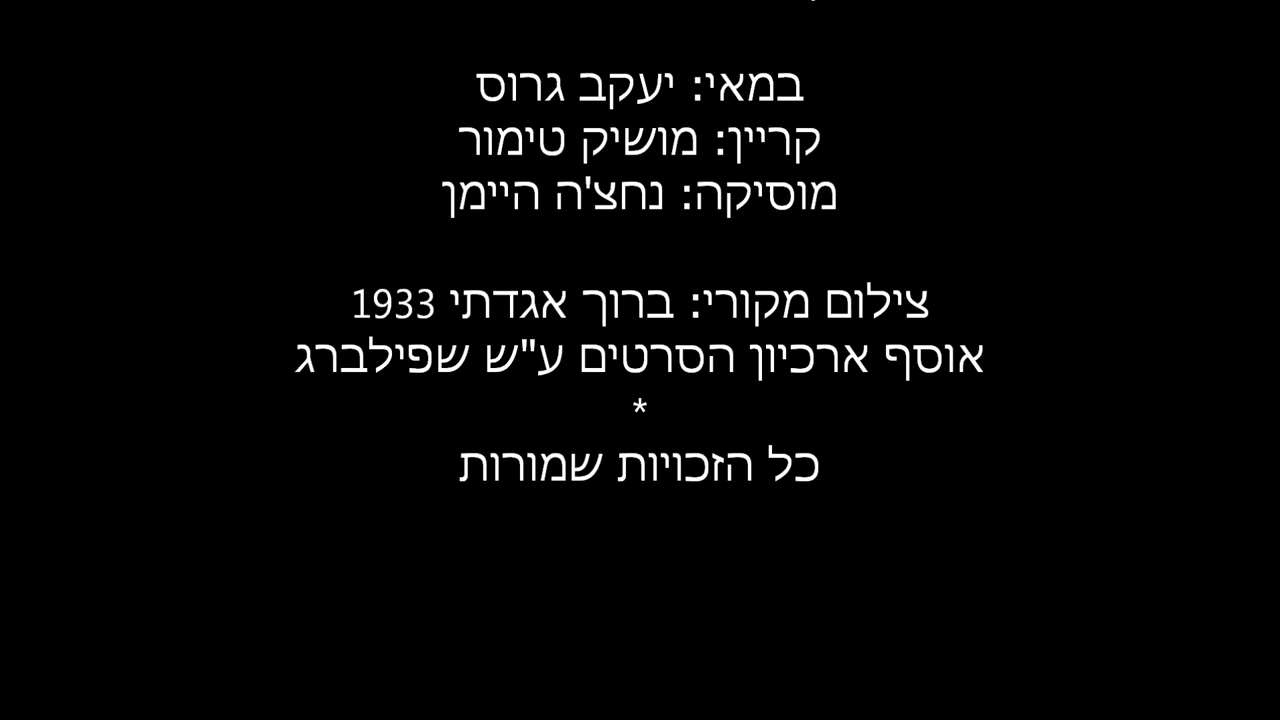 במאי: יעקב גרוס
קריין: מושיק טימור
מוסיקה: נחצ'ה היימן
צילום מקורי: ברוך אגדתי 1933
אוסף ארכיון הסרטים ע"ש שפילברג
*
כל הזכויות שמורות